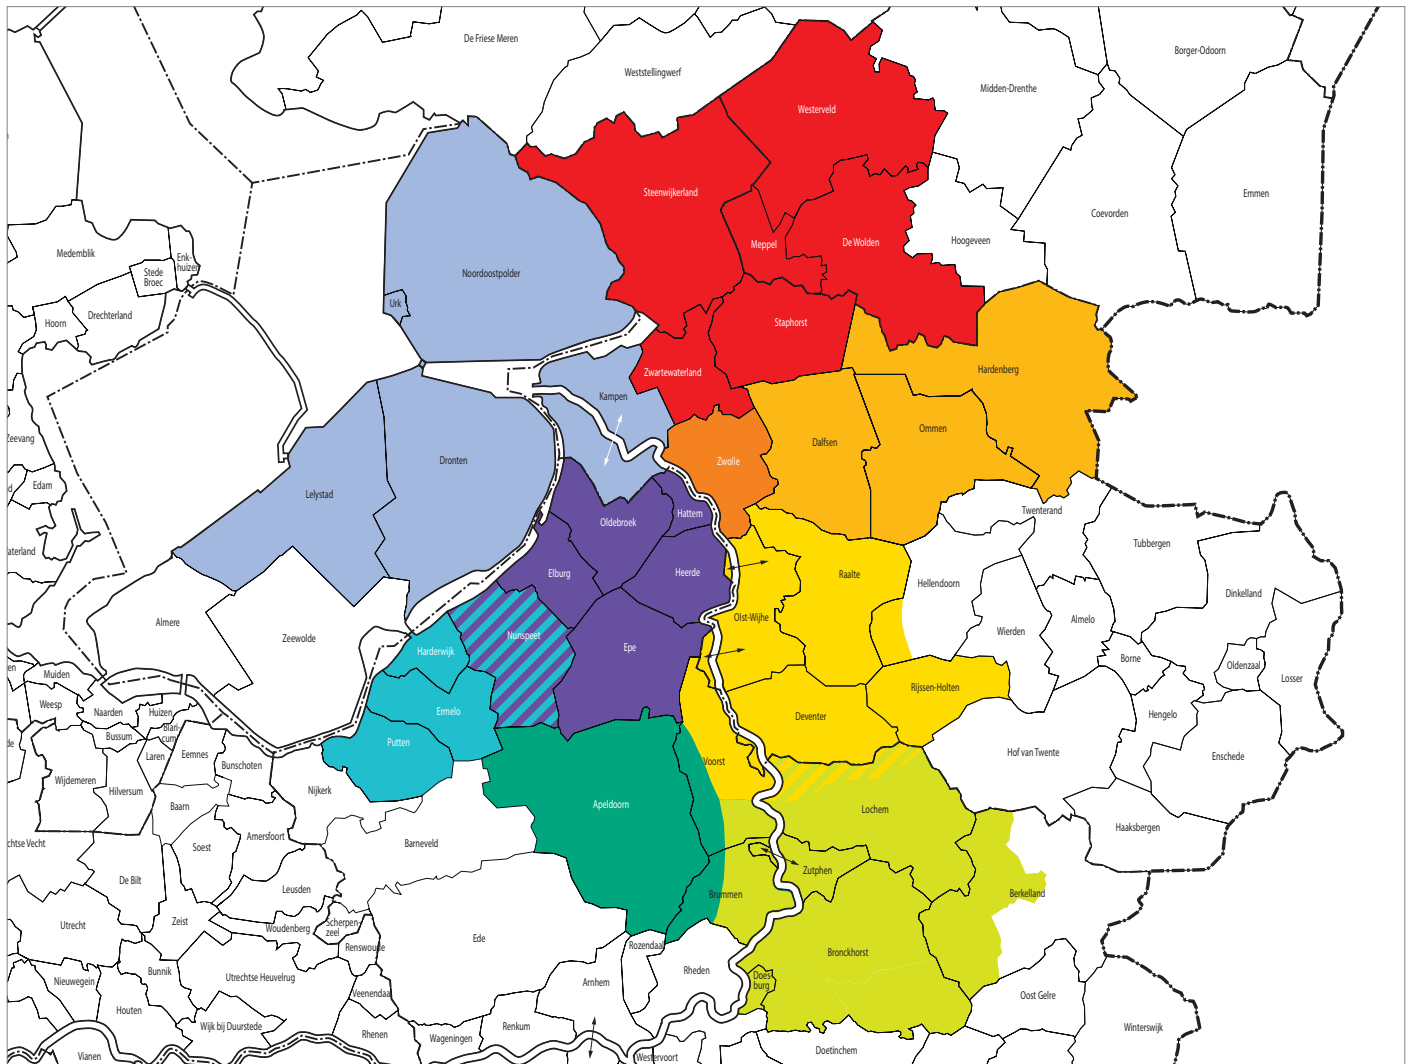 De Friese Meren
Borger-Odoorn
Weststellingwerf
Midden-Drenthe
Westerveld
Steenwijkerland
Emmen
Coevorden
Meppel
De Wolden
Hoogeveen
Medemblik
Enk-
huizen
Stede
Broec
Noordoostpolder
Urk
Drechterland
Hoorn
Staphorst
Zwartewaterland
Hardenberg
Kampen
Ommen
Dalfsen
Zeevang
Zwolle
Dronten
Lelystad
Edam
Twenterand
Hattem
Oldebroek
Tubbergen
aterland
Elburg
Heerde
Raalte
Hellendoorn
Dinkelland
Olst-Wijhe
Almere
Zeewolde
Nunspeet
Almelo
Wierden
Harderwijk
Epe
Borne
Oldenzaal
Losser
en
Muiden
Rijssen-Holten
Weesp
Naarden
Huizen
Ermelo
Deventer
Hengelo
Blari-
cum
Bussum
de
Putten
Laren
Eemnes
Bunschoten
Voorst
Hof van Twente
Enschede
Wijdemeren
Hilversum
Nijkerk
Baarn
Apeldoorn
Lochem
Haaksbergen
Amersfoort
chtse Vecht
Soest
Barneveld
Zutphen
De Bilt
Leusden
Brummen
Berkelland
Utrecht
Zeist
Woudenberg
Scherpen-
zeel
Ede
Renswoude
Rozendaal
Bronckhorst
Bunnik
Utrechtse Heuvelrug
Rheden
Nieuwegein
Arnhem
Does
burg
Veenendaal
Oost Gelre
Houten
Wijk bij Duurstede
Renkum
Rhenen
Wageningen
Winterswijk
Doetinchem
Vianen
Westervoort